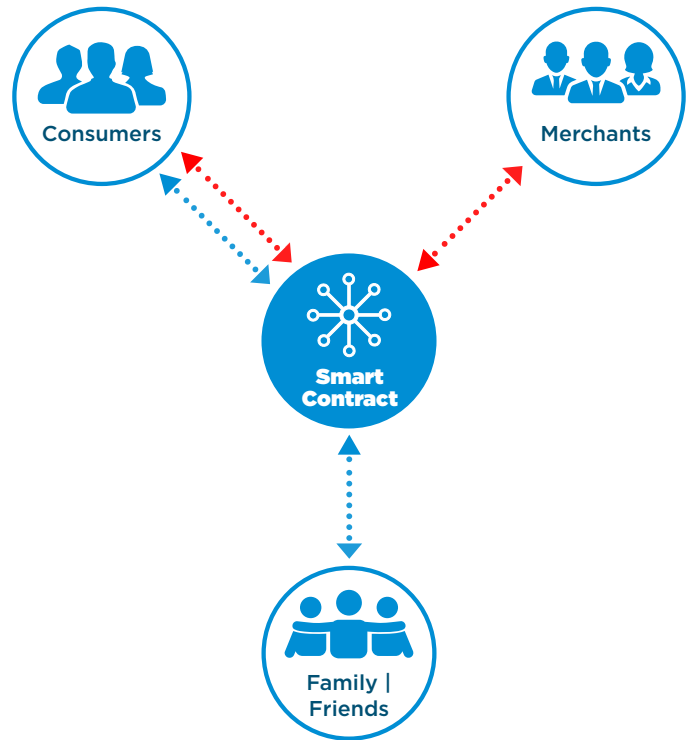 Consumers
Merchants
Smart
Contract
Family |
Friends